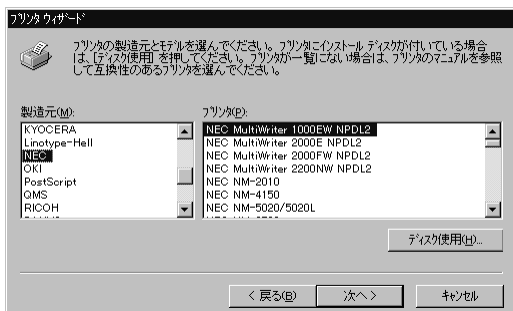 プリンタ ウィザード
プリンタの製造元とモデルを選んでください。プリンタにインストール ディスクが付いている場合
は、[ディスク使用] を押してください。プリンタが一覧にない場合は、プリンタのマニュアルを参照
して互換性のあるプリンタを選んでください。
製造元(M):
KYOCERA
Linotype-Hell
NEC
OKI
PostScript
QMS
RICOH
プリンタ(P):
NEC MultiWriter 1000EW NPDL2
NEC MultiWriter 2000E NPDL2
NEC MultiWriter 2000FW NPDL2
NEC MultiWriter 2200NW NPDL2
NEC NM-2010
NEC NM-4150
NEC NM-5020/5020L
ディスク使用(H)...
< 戻る(B)
次へ >
キャンセル